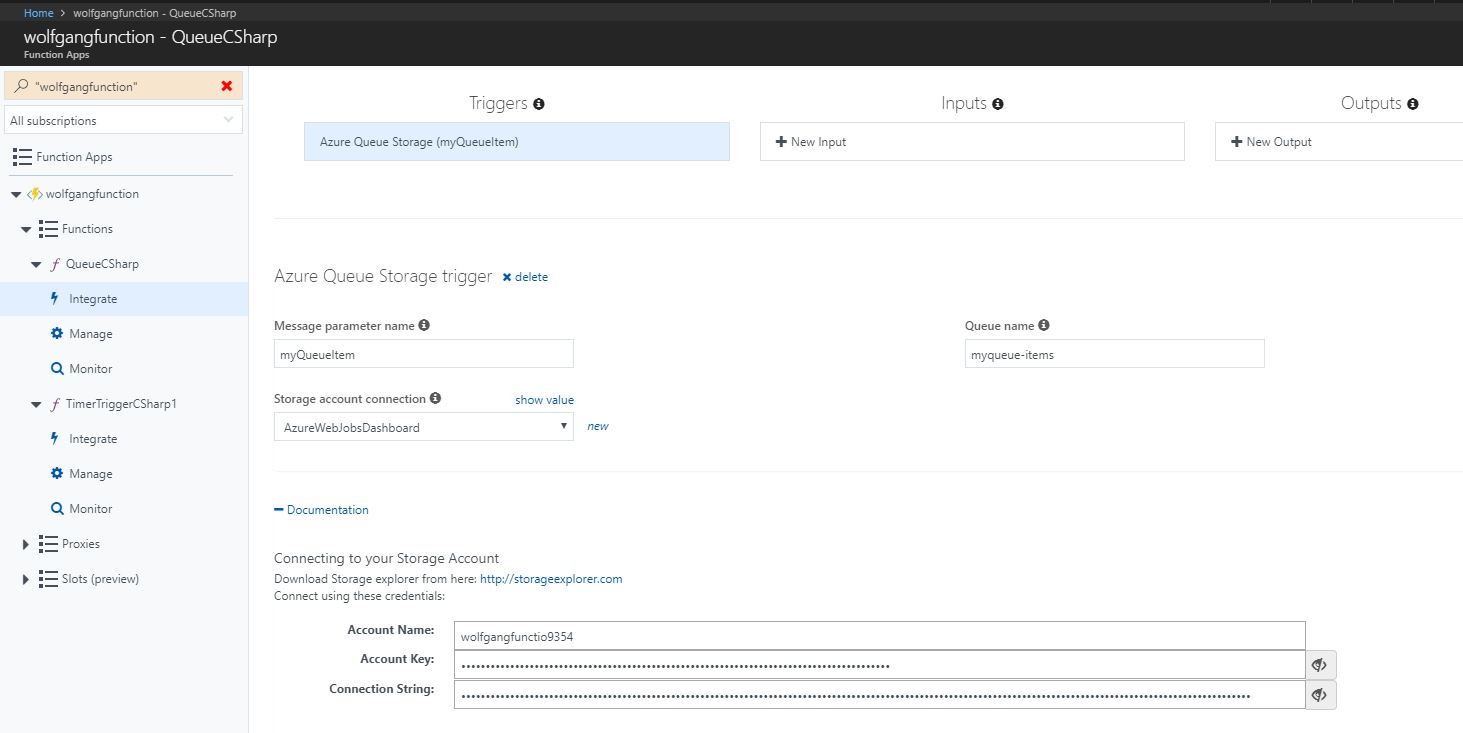 Home > wolfgangfunction - QueueCSharp
wolfgangfunction - QueueCSharp
Function Apps
"wolfgangfunction"
All subscriptions
Function Apps
wolfgangfunction
Functions
QueueCSharp
Integrate
Manage
Monitor
TimerTriggerCSharp1
Integrate
Manage
Monitor
Proxies
Slots (preview)
Triggers
Inputs
Outputs
Azure Queue Storage (myQueueItem)
New Input
New Output
Azure Queue Storage trigger delete
Message parameter name
Queue name
myQueueItem
myqueue-items
Storage account connection show value
AzureWebJobsDashboard new
Documentation
Connecting to your Storage Account
Download Storage explorer from here: http://storageexplorer.com
Connect using these credentials:
Account Name: wolfgangfunctio9354
Account Key:
Connection String: